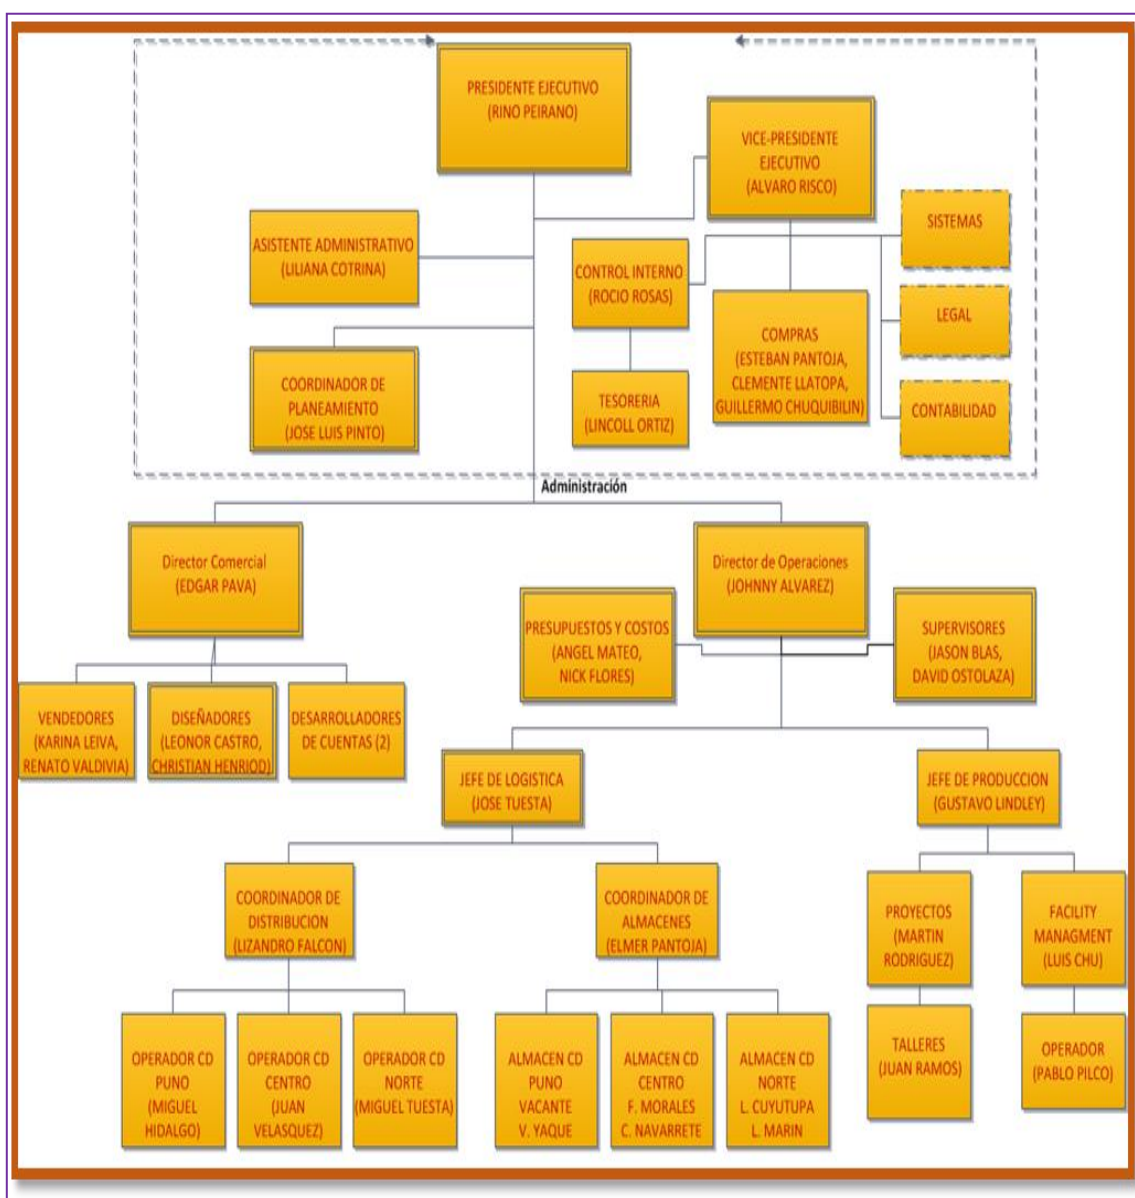 PRESIDENTE EJECUTIVO
(RINO PEIRANO)
VICE-PRESIDENTE
EJECUTIVO
(ALVARO RISCO)
ASISTENTE ADMINISTRATIVO
(LILIANA COTRINA)
CONTROL INTERNO
(ROCIO ROSAS)
SISTEMAS
LEGAL
CONTABILIDAD
COMPRAS
(ESTEBAN PANTOJA,
CLEMENTE LLATOPA,
GUILLERMO CHUQUIBILIN)
COORDINADOR DE
PLANEAMIENTO
(JOSE LUIS PINTO)
TESORERIA
(LINCOLL ORTIZ)
Administración
Director Comercial
(EDGAR PAVA)
Director de Operaciones
(JOHNNY ALVAREZ)
PRESUPUESTOS Y COSTOS
(ANGEL MATEO,
NICK FLORES)
SUPERVISORES
(JASON BLAS,
DAVID OSTOLAZA)
VENDEDORES
(KARINA LEIVA,
RENATO VALDIVIA)
DISEÑADORES
(LEONOR CASTRO,
CHRISTIAN HENRIOD)
DESARROLLADORES
DE CUENTAS (2)
JEFE DE LOGISTICA
(JOSE TUESTA)
JEFE DE PRODUCCION
(GUSTAVO LINDLEY)
COORDINADOR DE
DISTRIBUCION
(LIZANDRO FALCON)
COORDINADOR DE
ALMACENES
(ELMER PANTOJA)
PROYECTOS
(MARTIN
RODRIGUEZ)
FACILITY
MANAGMENT
(LUIS CHU)
OPERADOR CD
PUNO
(MIGUEL
HIDALGO)
OPERADOR CD
CENTRO
(JUAN
VELASQUEZ)
OPERADOR CD
NORTE
(MIGUEL TUESTA)
ALMACEN CD
PUNO
VACANTE
V. YAQUE
ALMACEN CD
CENTRO
F. MORALES
C. NAVARRETE
ALMACEN CD
NORTE
L. CUYUTUPA
L. MARIN
TALLERES
(JUAN RAMOS)
OPERADOR
(PABLO PILCO)